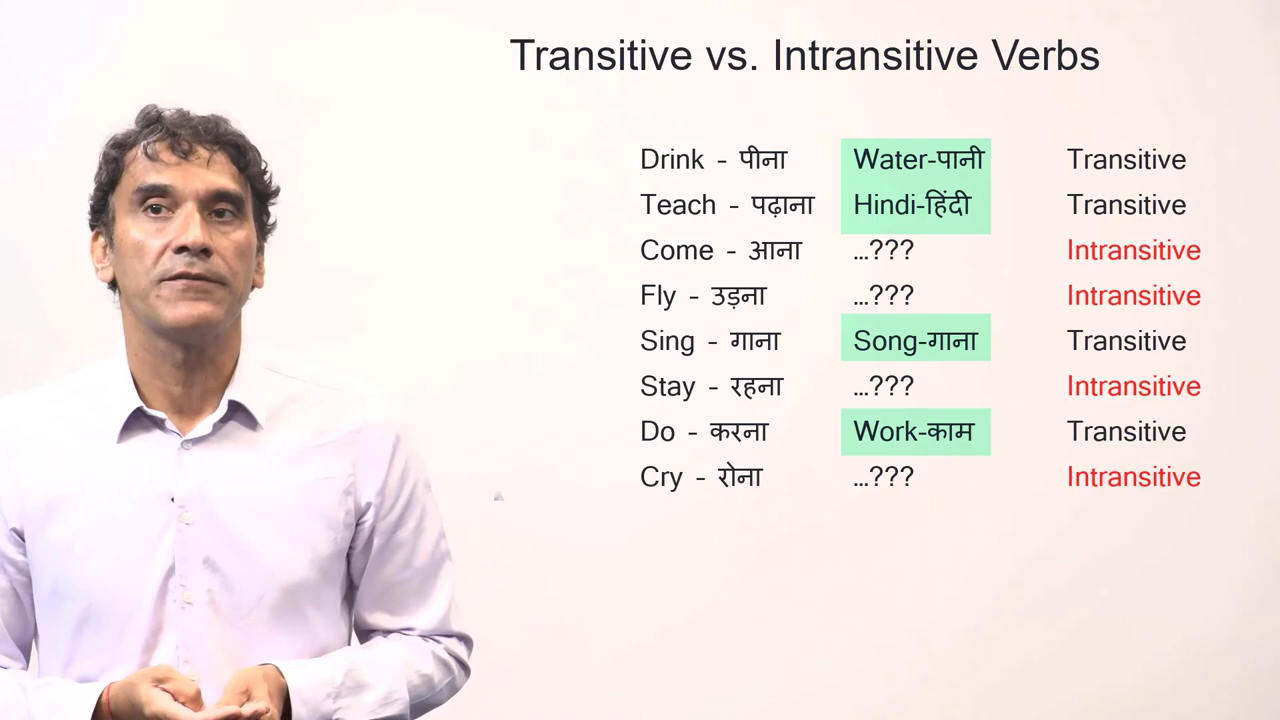 Transitive vs. Intransitive Verbs
Drink - पीना Water-पानी Transitive
Teach - पढ़ाना Hindi-हिंदी Transitive
Come - आना ...??? Intransitive
Fly - उड़ना ...??? Intransitive
Sing - गाना Song-गाना Transitive
Stay - रहना ...??? Intransitive
Do - करना Work-काम Transitive
Cry - रोना ...??? Intransitive